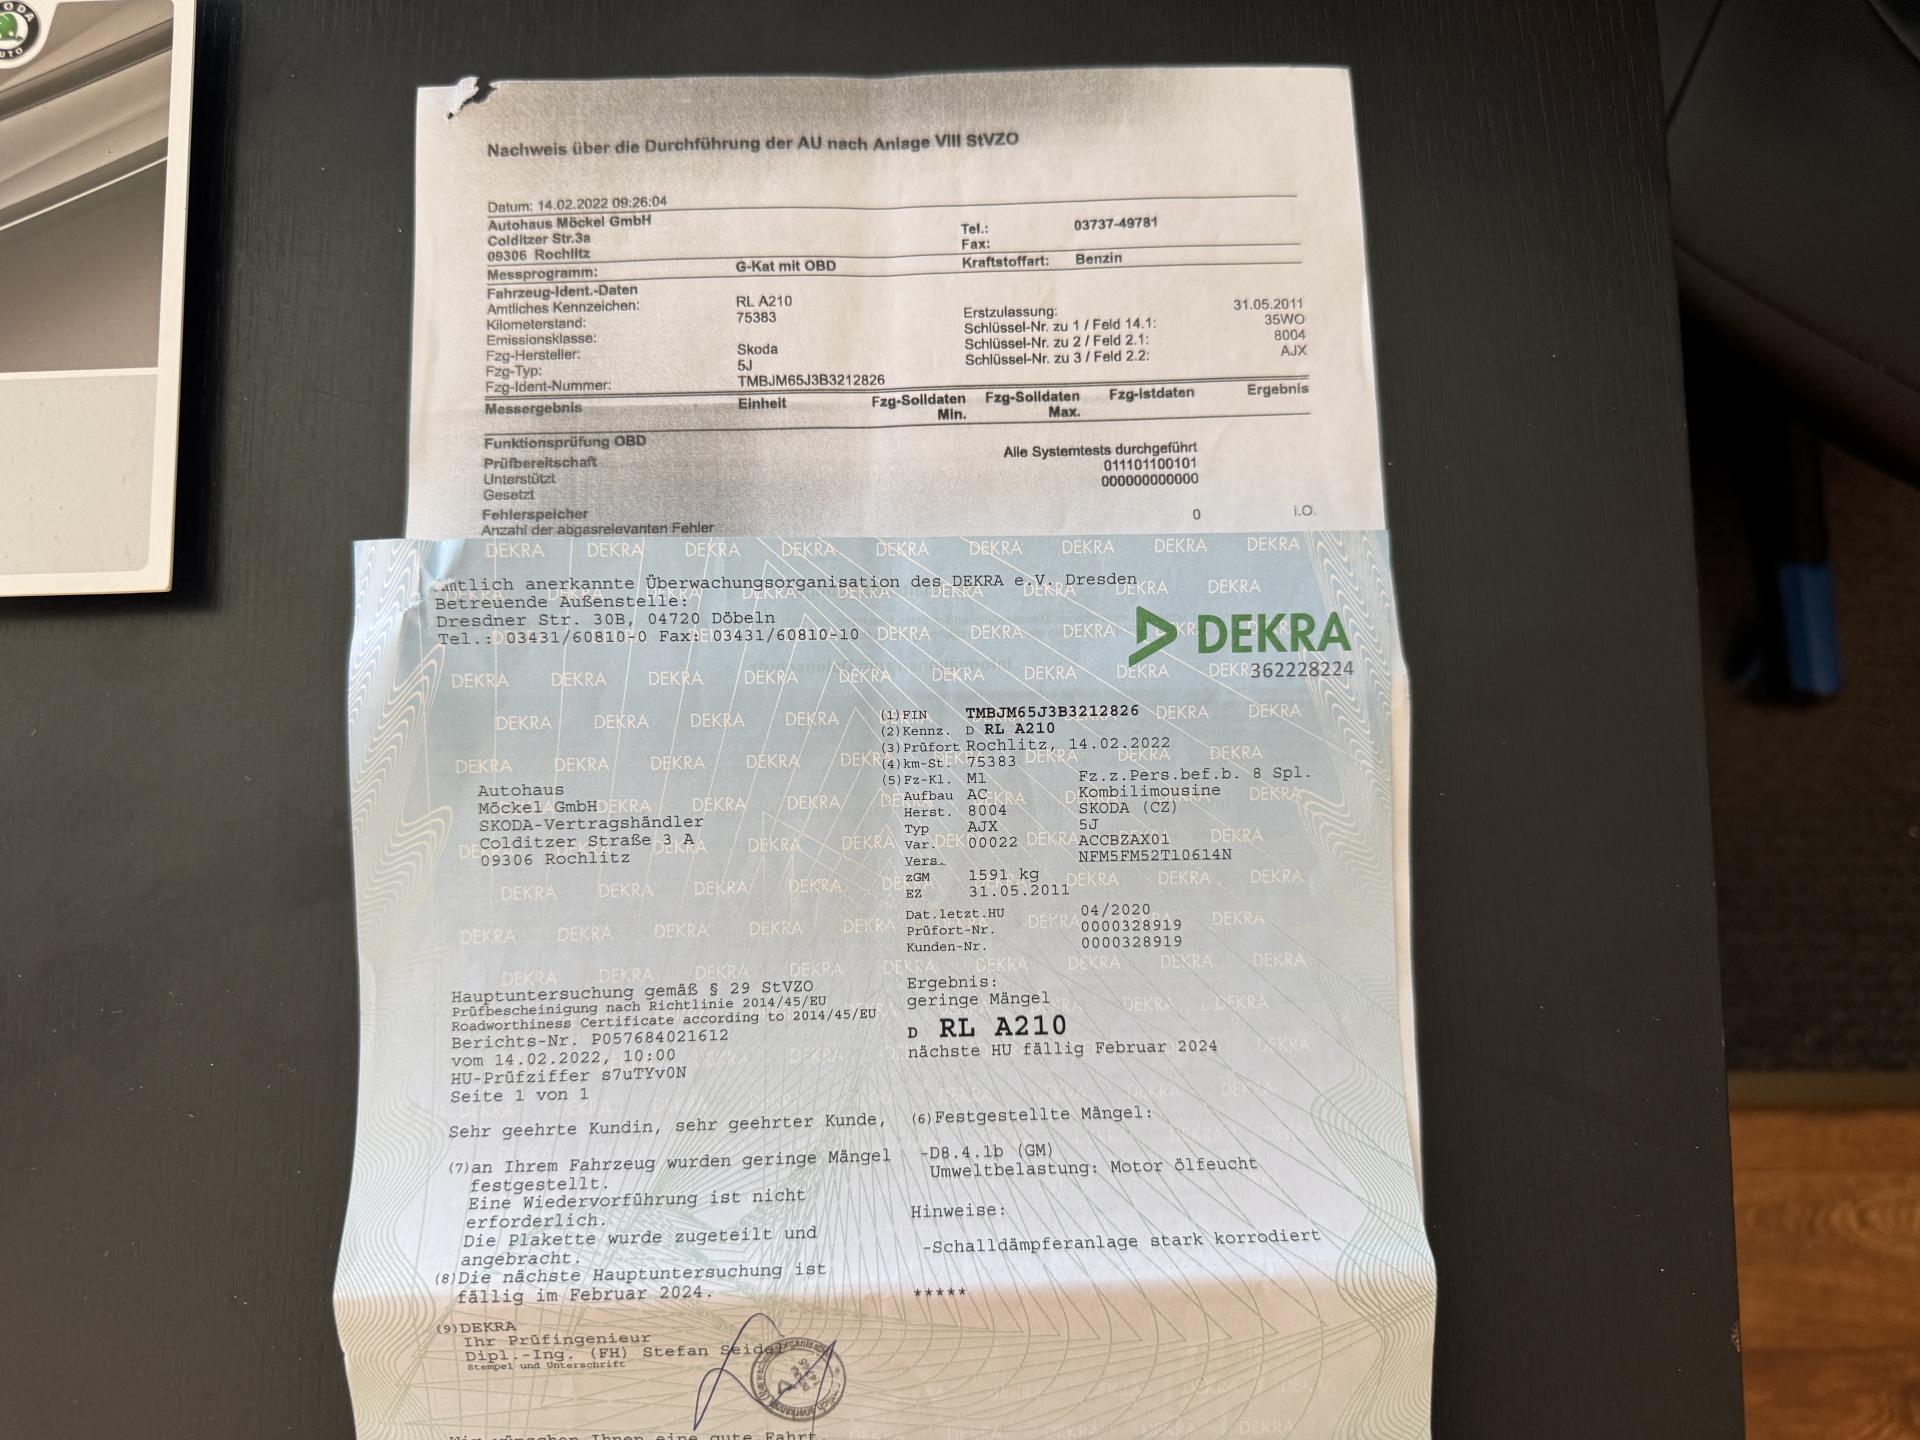 Nachweis über die Durchführung der AU nach Anlage VIII StVZO
Datum: 14.02.2022 09:26:04
Autohaus Möckel GmbH
Colditzer Str.3a
09306 Rochlitz
Tel.: 03737-49781
Fax:
Messprogramm: G-Kat mit OBD Kraftstoffart: Benzin
Fahrzeug-Ident.-Daten
Amtliches Kennzeichen: RL A210
Kilometerstand: 75383 Erstzulassung: 31.05.2011
Emissionsklasse: Schlüssel-Nr. zu 1 / Feld 14.1: 35WO
Fzg-Hersteller: Skoda Schlüssel-Nr. zu 2 / Feld 2.1: 8004
Fzg-Typ: 5J Schlüssel-Nr. zu 3 / Feld 2.2: AJX
Fzg-Ident-Nummer: TMBJM65J3B3212826
Messergebnis Einheit Fzg-Solldaten Min. Fzg-Solldaten Max. Fzg-Istdaten Ergebnis
Funktionsprüfung OBD
Prüfbereitschaft Alle Systemtests durchgeführt
Unterstützt 011101100101
Gesetzt 000000000000
Fehlerspeicher
Anzahl der abgasrelevanten Fehler 0 i.O.
amtlich anerkannte Überwachungsorganisation des DEKRA e.V. Dresden
Betreuende Außenstelle:
Dresdner Str. 30B, 04720 Döbeln
Tel.: 03431/60810-0 Fax: 03431/60810-10
DEKRA
362228224
(1)FIN TMBJM65J3B3212826
(2)Kennz. D RL A210
(3)Prüfort Rochlitz, 14.02.2022
(4)km-St. 75383
(5)Fz-Kl. M1 Fz.z.Pers.bef.b. 8 Spl.
Aufbau AC Kombilimousine
Herst. 8004 SKODA (CZ)
Typ AJX 5J
Var. 00022 ACCBZAX01
Vers. NFM5FM52T10614N
zGM 1591 kg
EZ 31.05.2011
Dat.letzt.HU 04/2020
Prüfort-Nr. 0000328919
Kunden-Nr. 0000328919
Autohaus
Möckel GmbH
SKODA-Vertragshändler
Colditzer Straße 3 A
09306 Rochlitz
Hauptuntersuchung gemäß § 29 StVZO
Prüfbescheinigung nach Richtlinie 2014/45/EU
Roadworthiness Certificate according to 2014/45/EU
Berichts-Nr. P057684021612
vom 14.02.2022, 10:00
HU-Prüfziffer s7uTYv0N
Seite 1 von 1
Ergebnis:
geringe Mängel
D RL A210
nächste HU fällig Februar 2024
Sehr geehrte Kundin, sehr geehrter Kunde,
(7)an Ihrem Fahrzeug wurden geringe Mängel
festgestellt.
Eine Wiedervorführung ist nicht
erforderlich.
Die Plakette wurde zugeteilt und
angebracht.
(8)Die nächste Hauptuntersuchung ist
fällig im Februar 2024.
(6)Festgestellte Mängel:
-D8.4.1b (GM)
Umweltbelastung: Motor ölfeucht
Hinweise:
-Schalldämpferanlage stark korrodiert
*****
(9)DEKRA
Ihr Prüfingenieur
Dipl.-Ing. (FH) Stefan Seidel
Stempel und Unterschrift
Wir wünschen Ihnen eine gute Fahrt.